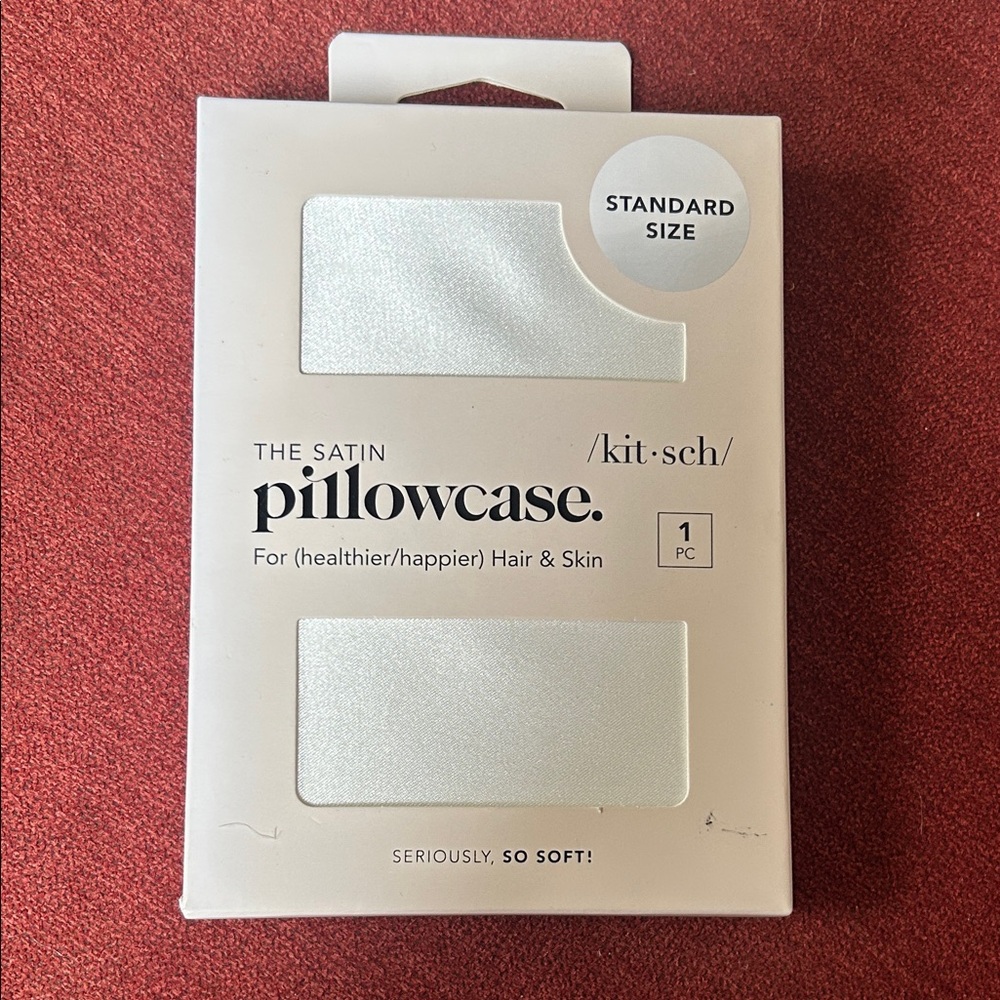 STANDARD
SIZE
THE SATIN
/kit·sch/
pillowcase.
1
PC
For (healthier/happier) Hair & Skin
SERIOUSLY, SO SOFT!